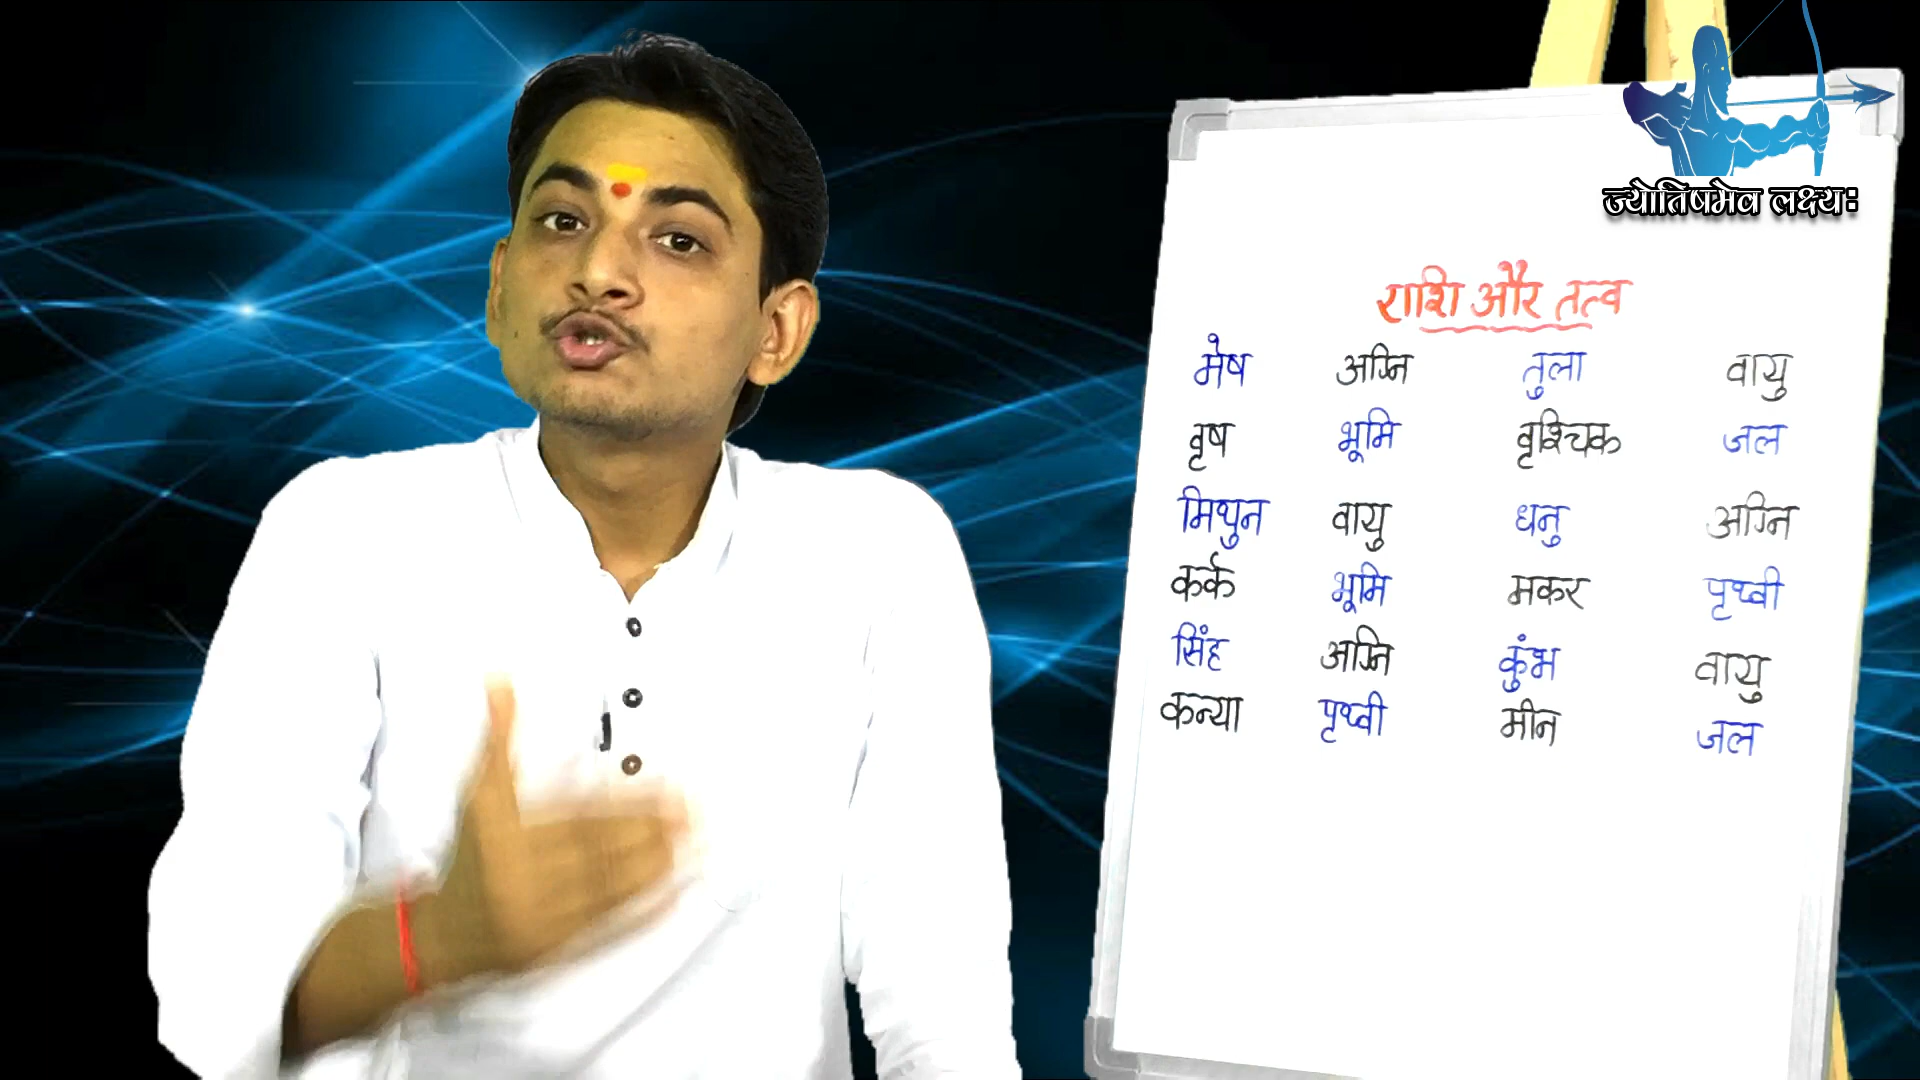 ज्योतिषमेव लक्ष्यः
राशि और तत्व
मेष अग्नि तुला वायु
वृष भूमि वृश्चिक जल
मिथुन वायु धनु अग्नि
कर्क भूमि मकर पृथ्वी
सिंह अग्नि कुंभ वायु
कन्या पृथ्वी मीन जल